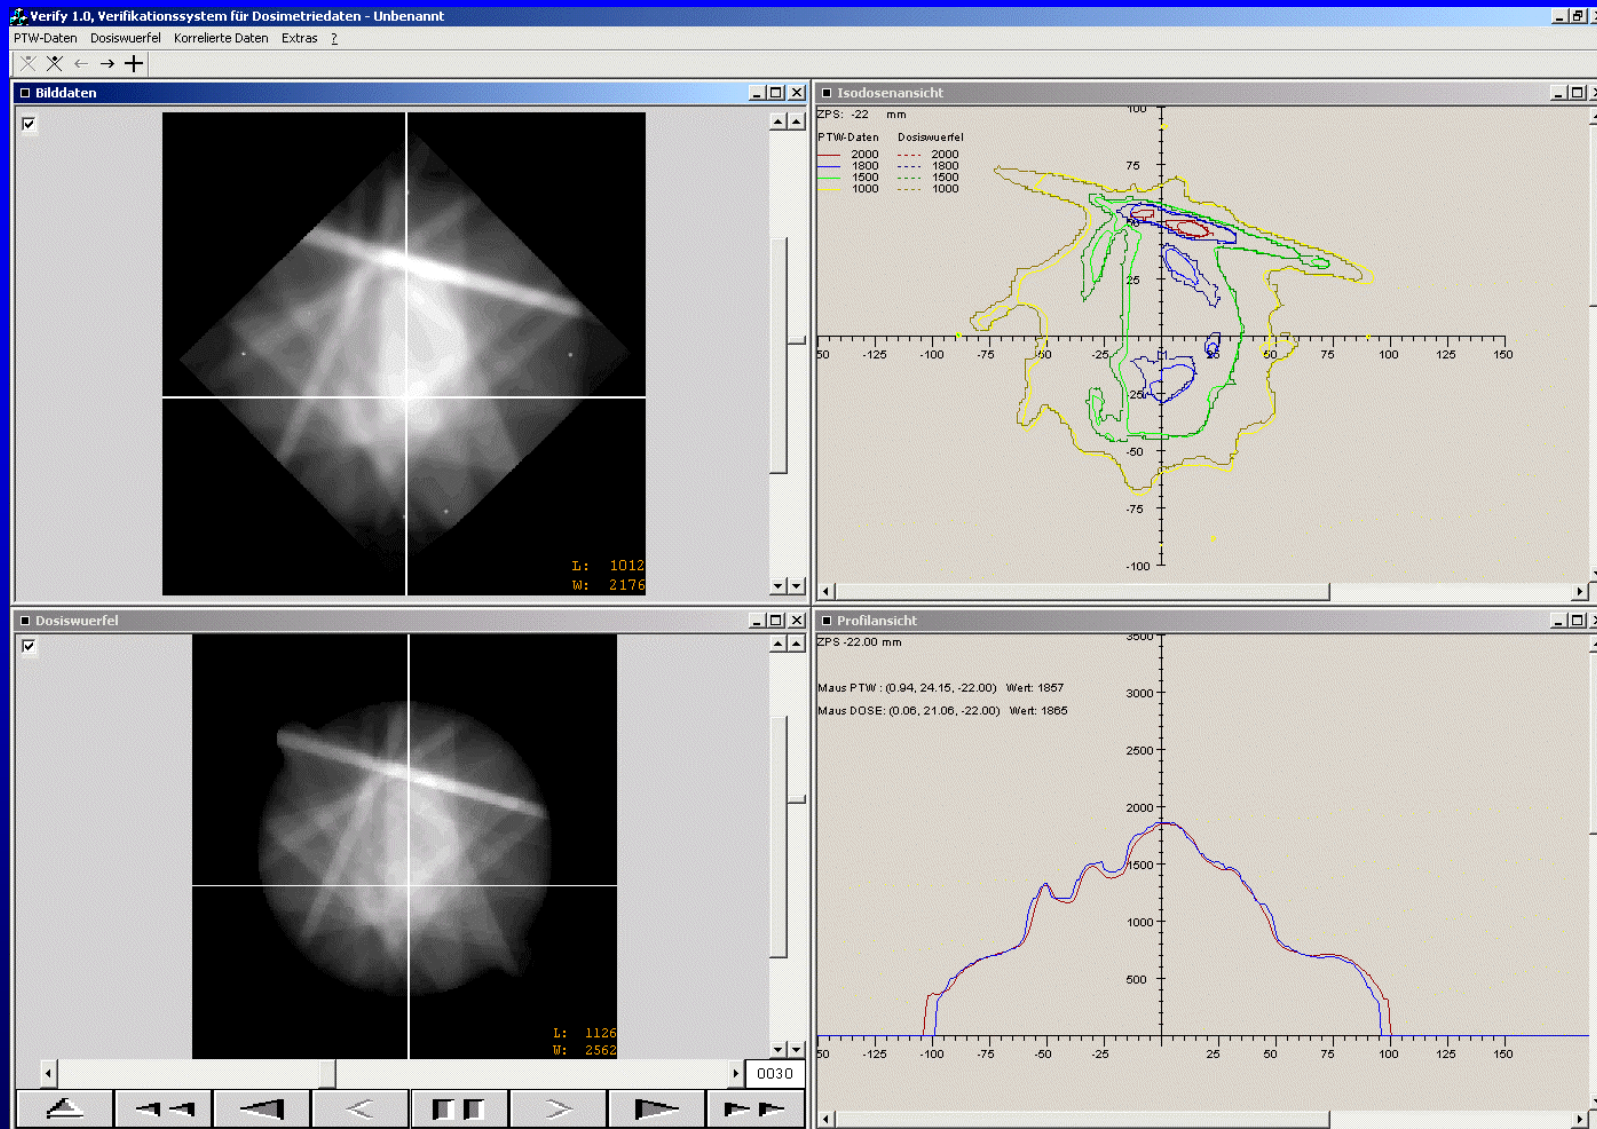 Verify 1.0, Verifikationssystem für Dosimetriedaten - Unbenannt
PTW-Daten Dosiswuerfel Korrelierte Daten Extras ?
Bilddaten
L: 1012
W: 2176
Isodosenansicht
ZPS: -22 mm
PTW-Daten Dosiswuerfel
2000 2000
1800 1800
1500 1500
1000 1000
100
75
50
25
50 -100 -75 -50 -25 25 50 75 100 125 150
-25
-50
-75
-100
Dosiswuerfel
L: 1126
W: 2562
0030
Profilansicht
ZPS -22.00 mm
Maus PTW : (0.94, 24.15, -22.00) Wert: 1857
Maus DOSE: (0.06, 21.06, -22.00) Wert: 1865
3500
3000
2500
2000
1500
1000
500
50 -100 -75 -50 -25 25 50 75 100 125 150